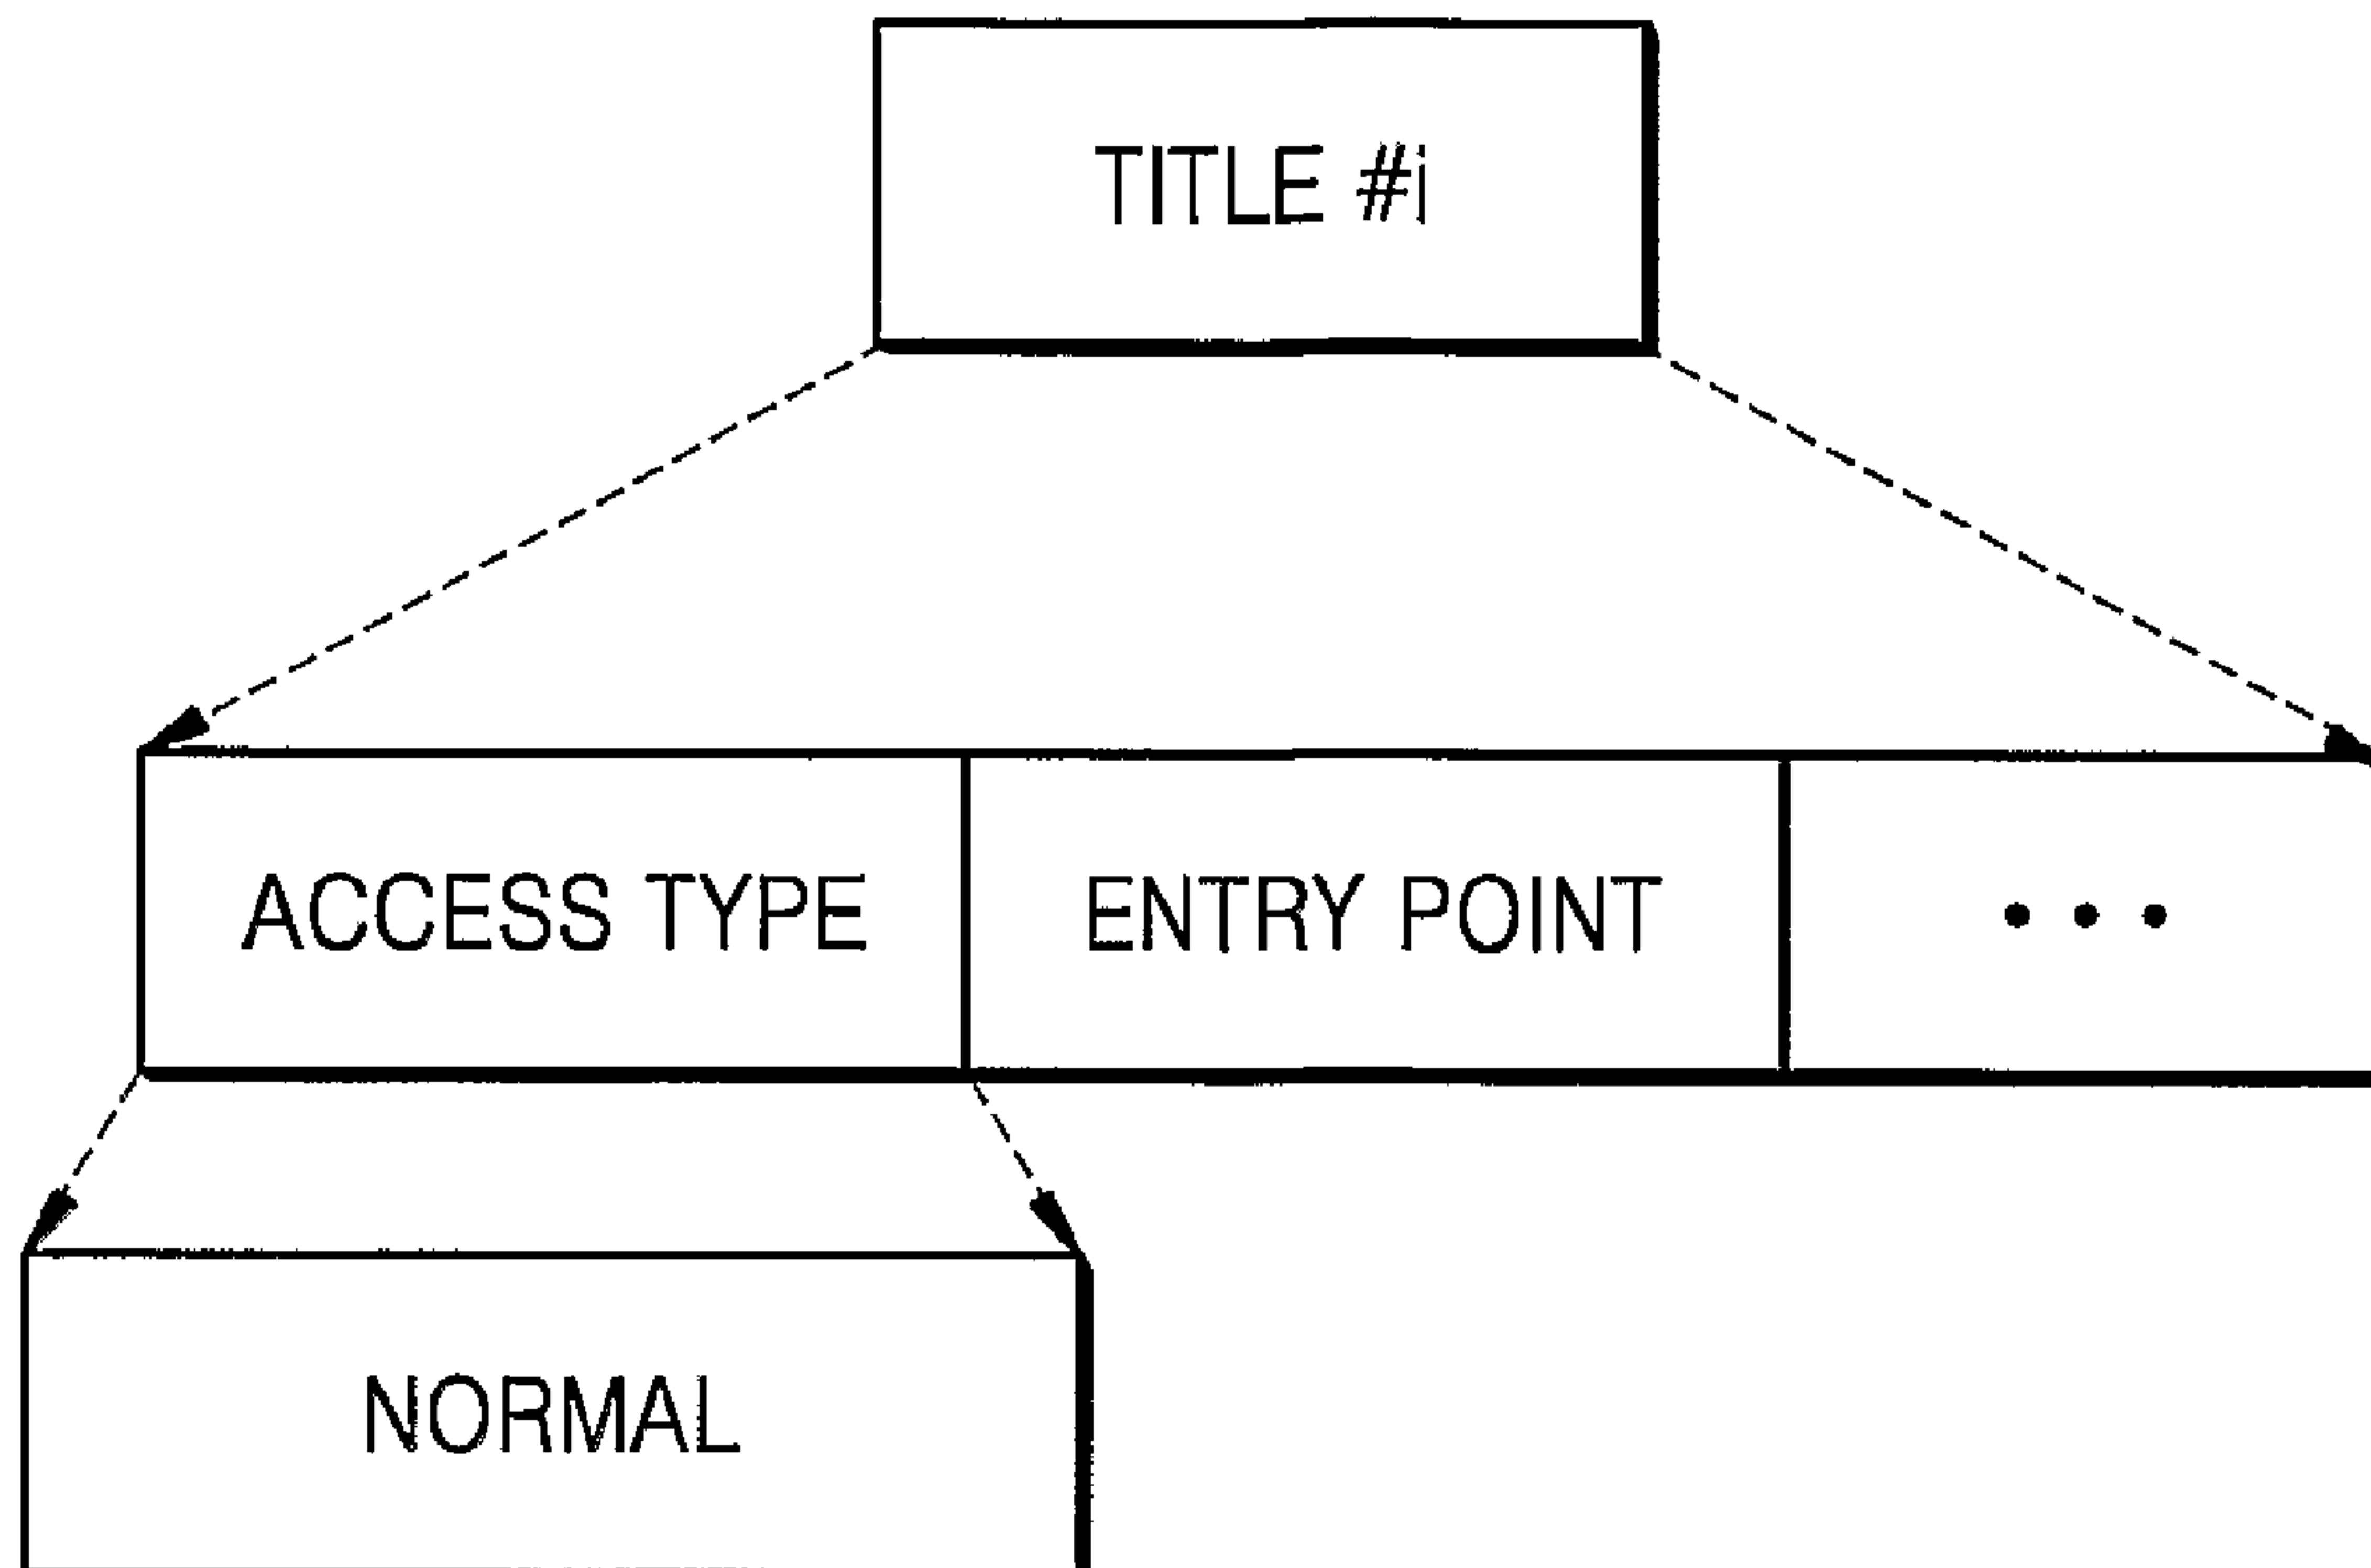 TITLE #i
ACCESS TYPE
ENTRY POINT
• • •
NORMAL